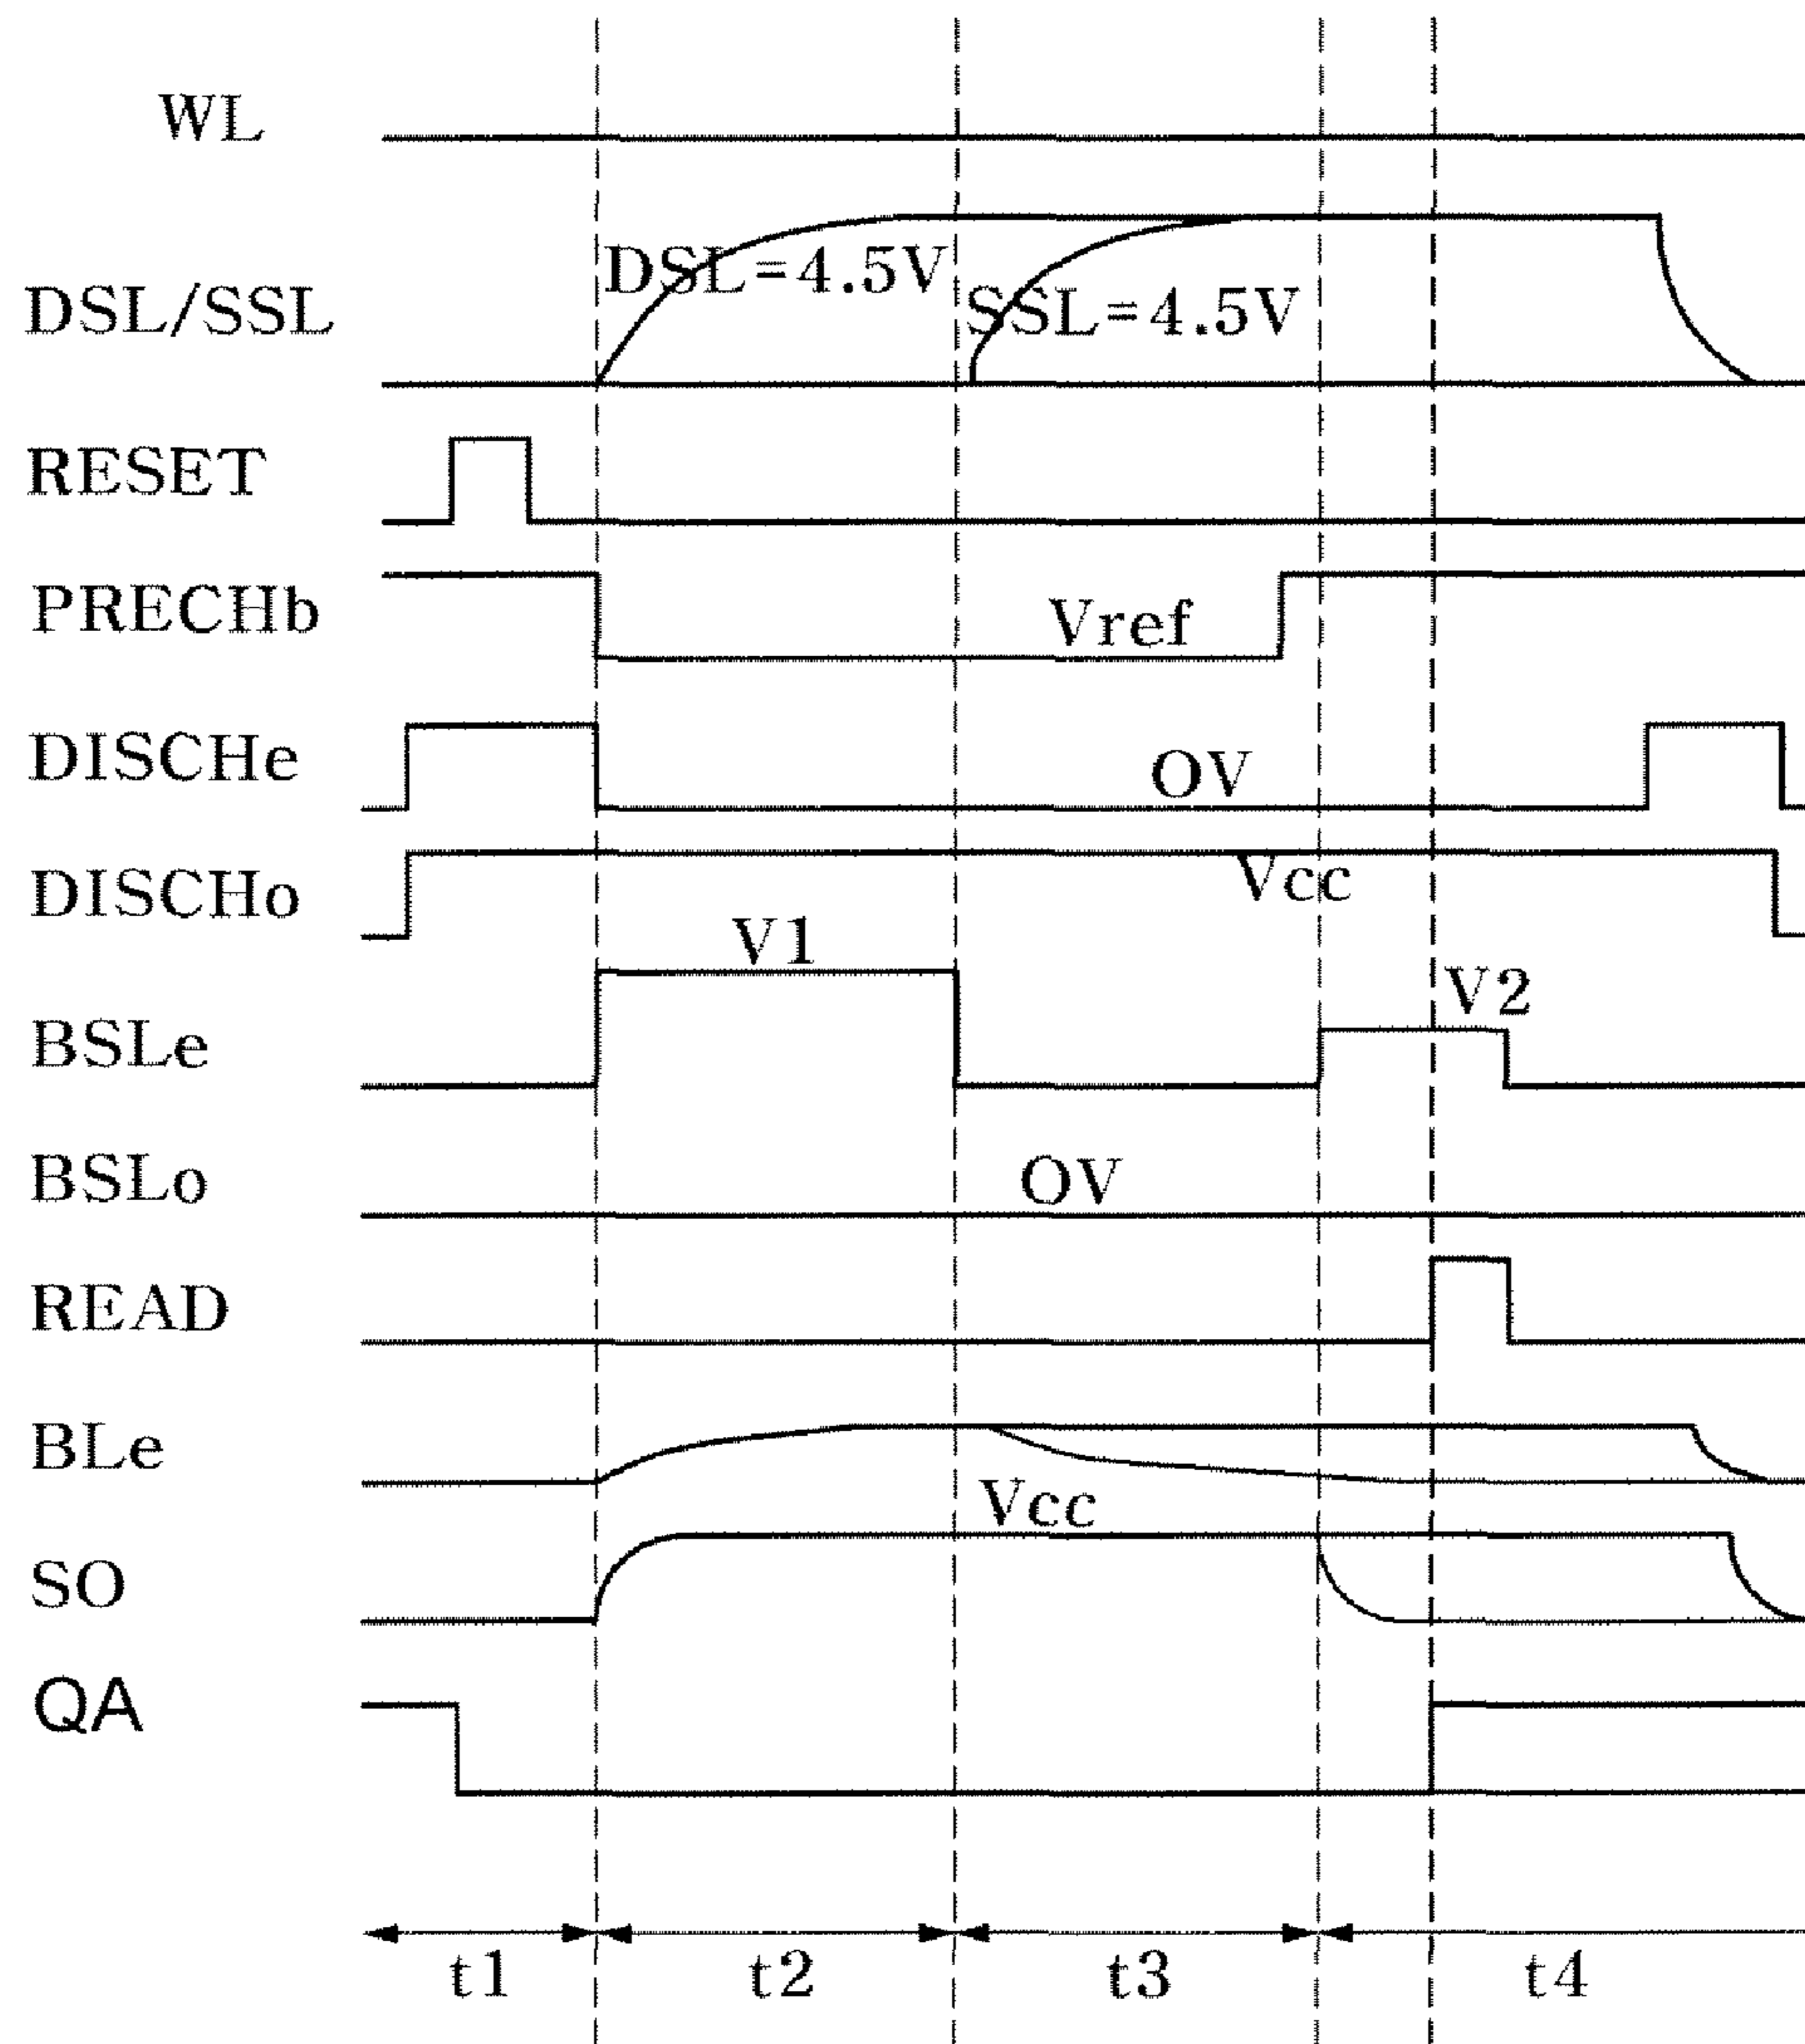 WL
DSL/SSL
DSL=4.5V
SSL=4.5V
RESET
PRECHb
Vref
DISCHe
OV
DISCHo
Vcc
V1
BSLe
V2
BSLo
OV
READ
BLe
Vcc
SO
QA
t1 t2 t3 t4